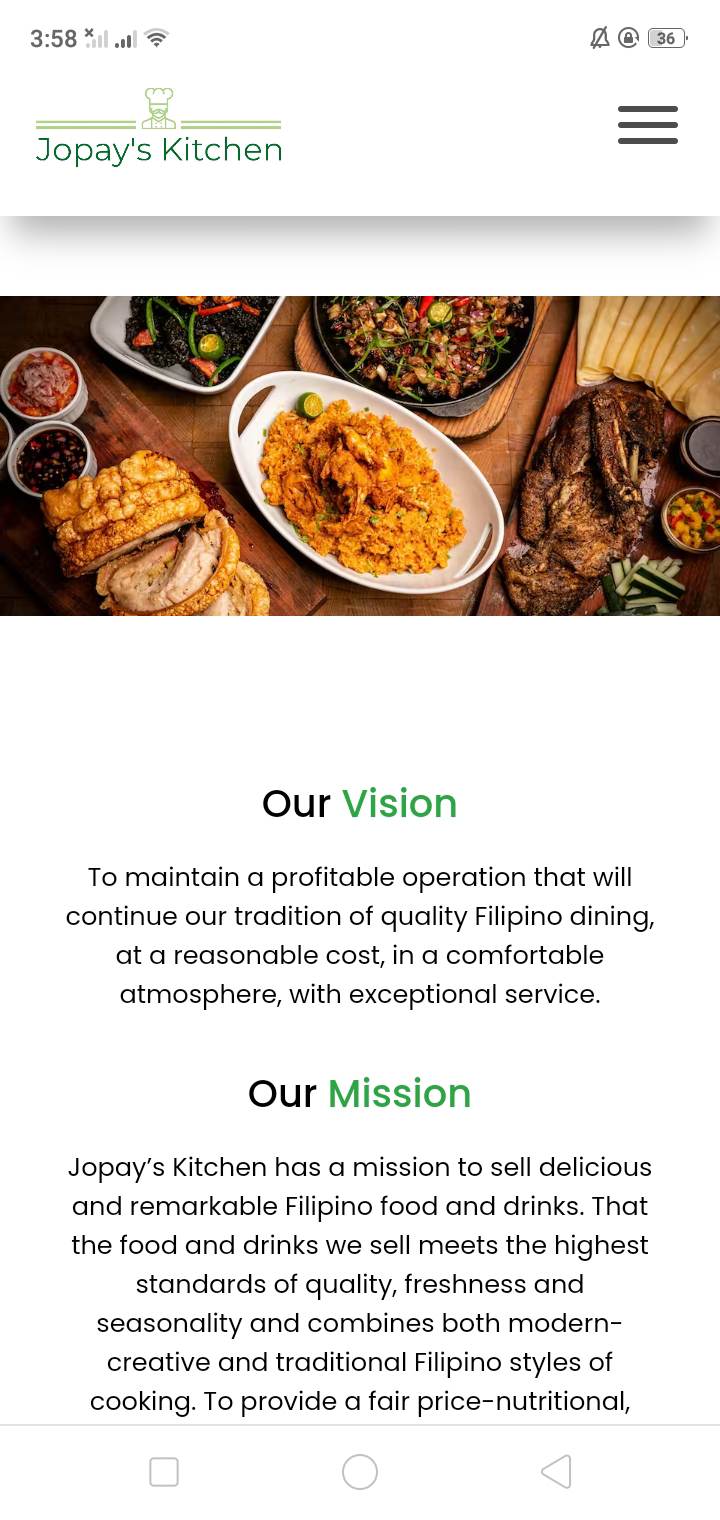 3:58
36
Jopay's Kitchen
Our Vision
To maintain a profitable operation that will
continue our tradition of quality Filipino dining,
at a reasonable cost, in a comfortable
atmosphere, with exceptional service.
Our Mission
Jopay’s Kitchen has a mission to sell delicious
and remarkable Filipino food and drinks. That
the food and drinks we sell meets the highest
standards of quality, freshness and
seasonality and combines both modern-
creative and traditional Filipino styles of
cooking. To provide a fair price-nutritional,